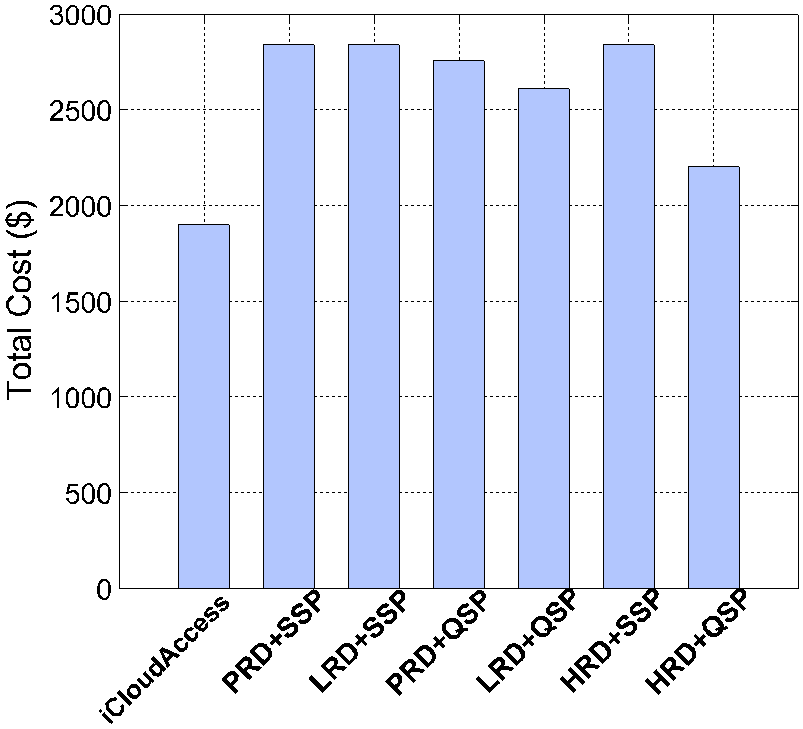 3000
2500
2000
1500
1000
500
0
Total Cost ($)
iCloudAccess
PRD+SSP
LRD+SSP
PRD+QSP
LRD+QSP
HRD+SSP
HRD+QSP